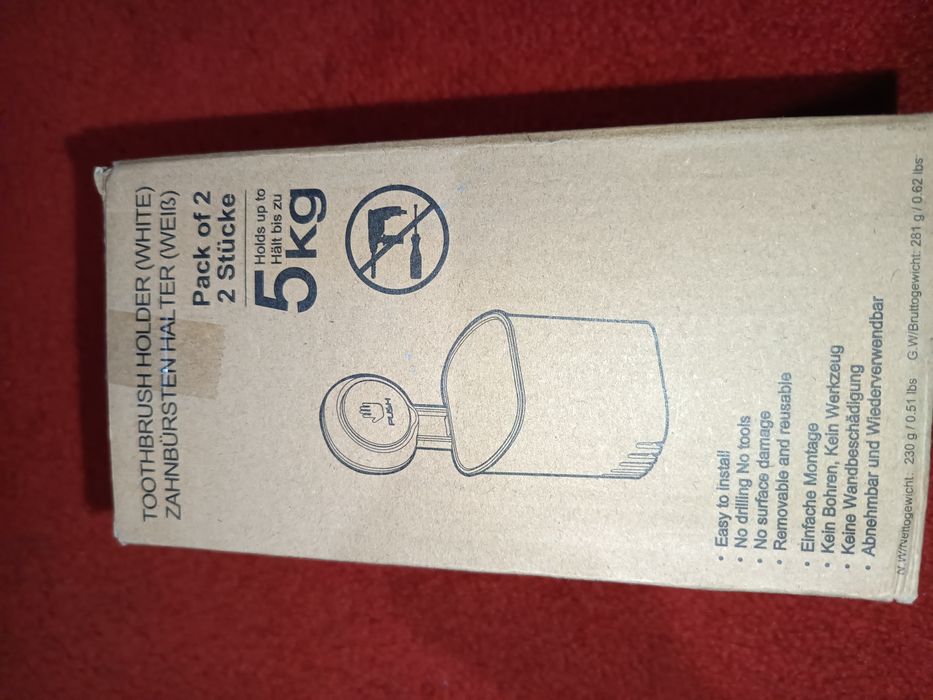 TOOTHBRUSH HOLDER (WHITE)
ZAHNBÜRSTEN HALTER (WEIß)
Pack of 2
2 Stücke
Holds up to
Hält bis zu
5kg
PUSH
• Easy to install
• No drilling No tools
• No surface damage
• Removable and reusable
• Einfache Montage
• Kein Bohren, Kein Werkzeug
• Keine Wandbeschädigung
• Abnehmbar und Wiederverwendbar
N.W/Nettogewicht: 230 g / 0.51 lbs G.W/Bruttogewicht: 281 g / 0.62 lbs